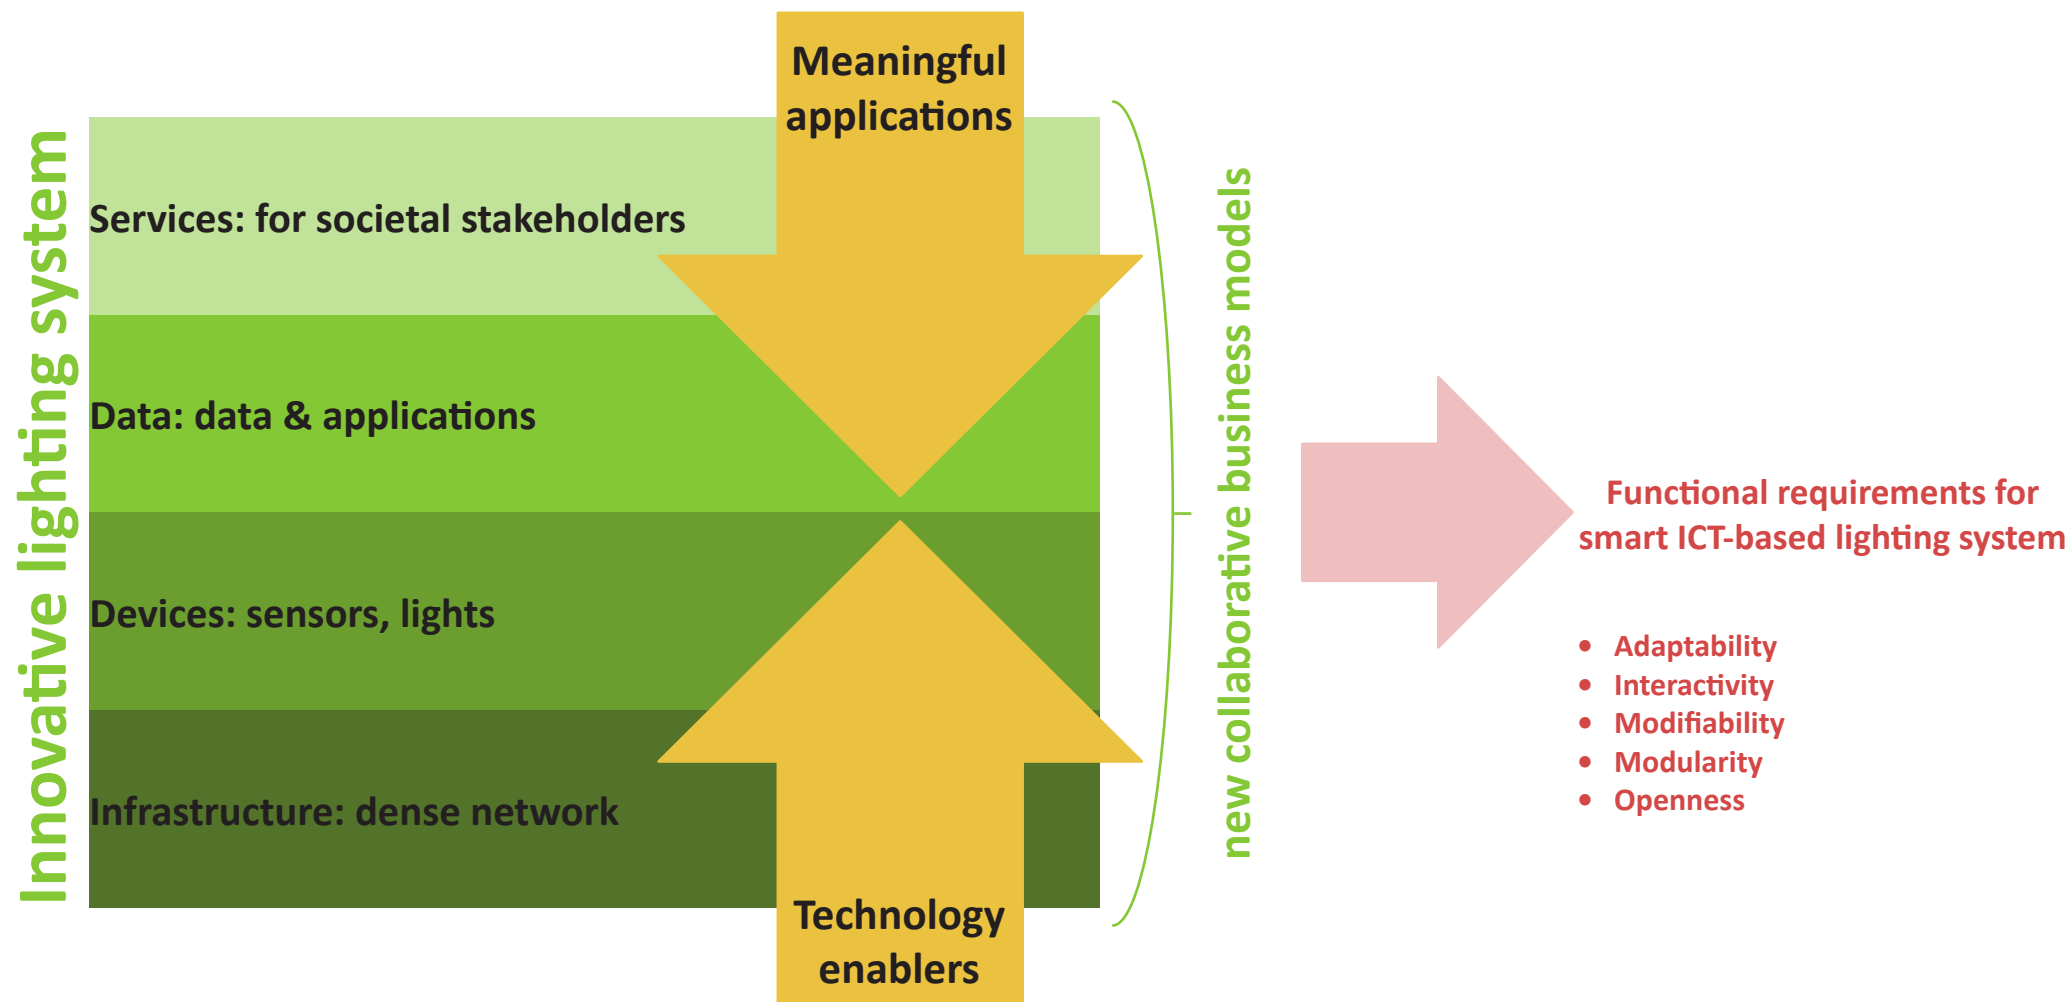 Innovative lighting system
Meaningful
applications
Services: for societal stakeholders
Data: data & applications
Devices: sensors, lights
Infrastructure: dense network
Technology
enablers
new collaborative business models
Functional requirements for
smart ICT-based lighting system
• Adaptability
• Interactivity
• Modifiability
• Modularity
• Openness